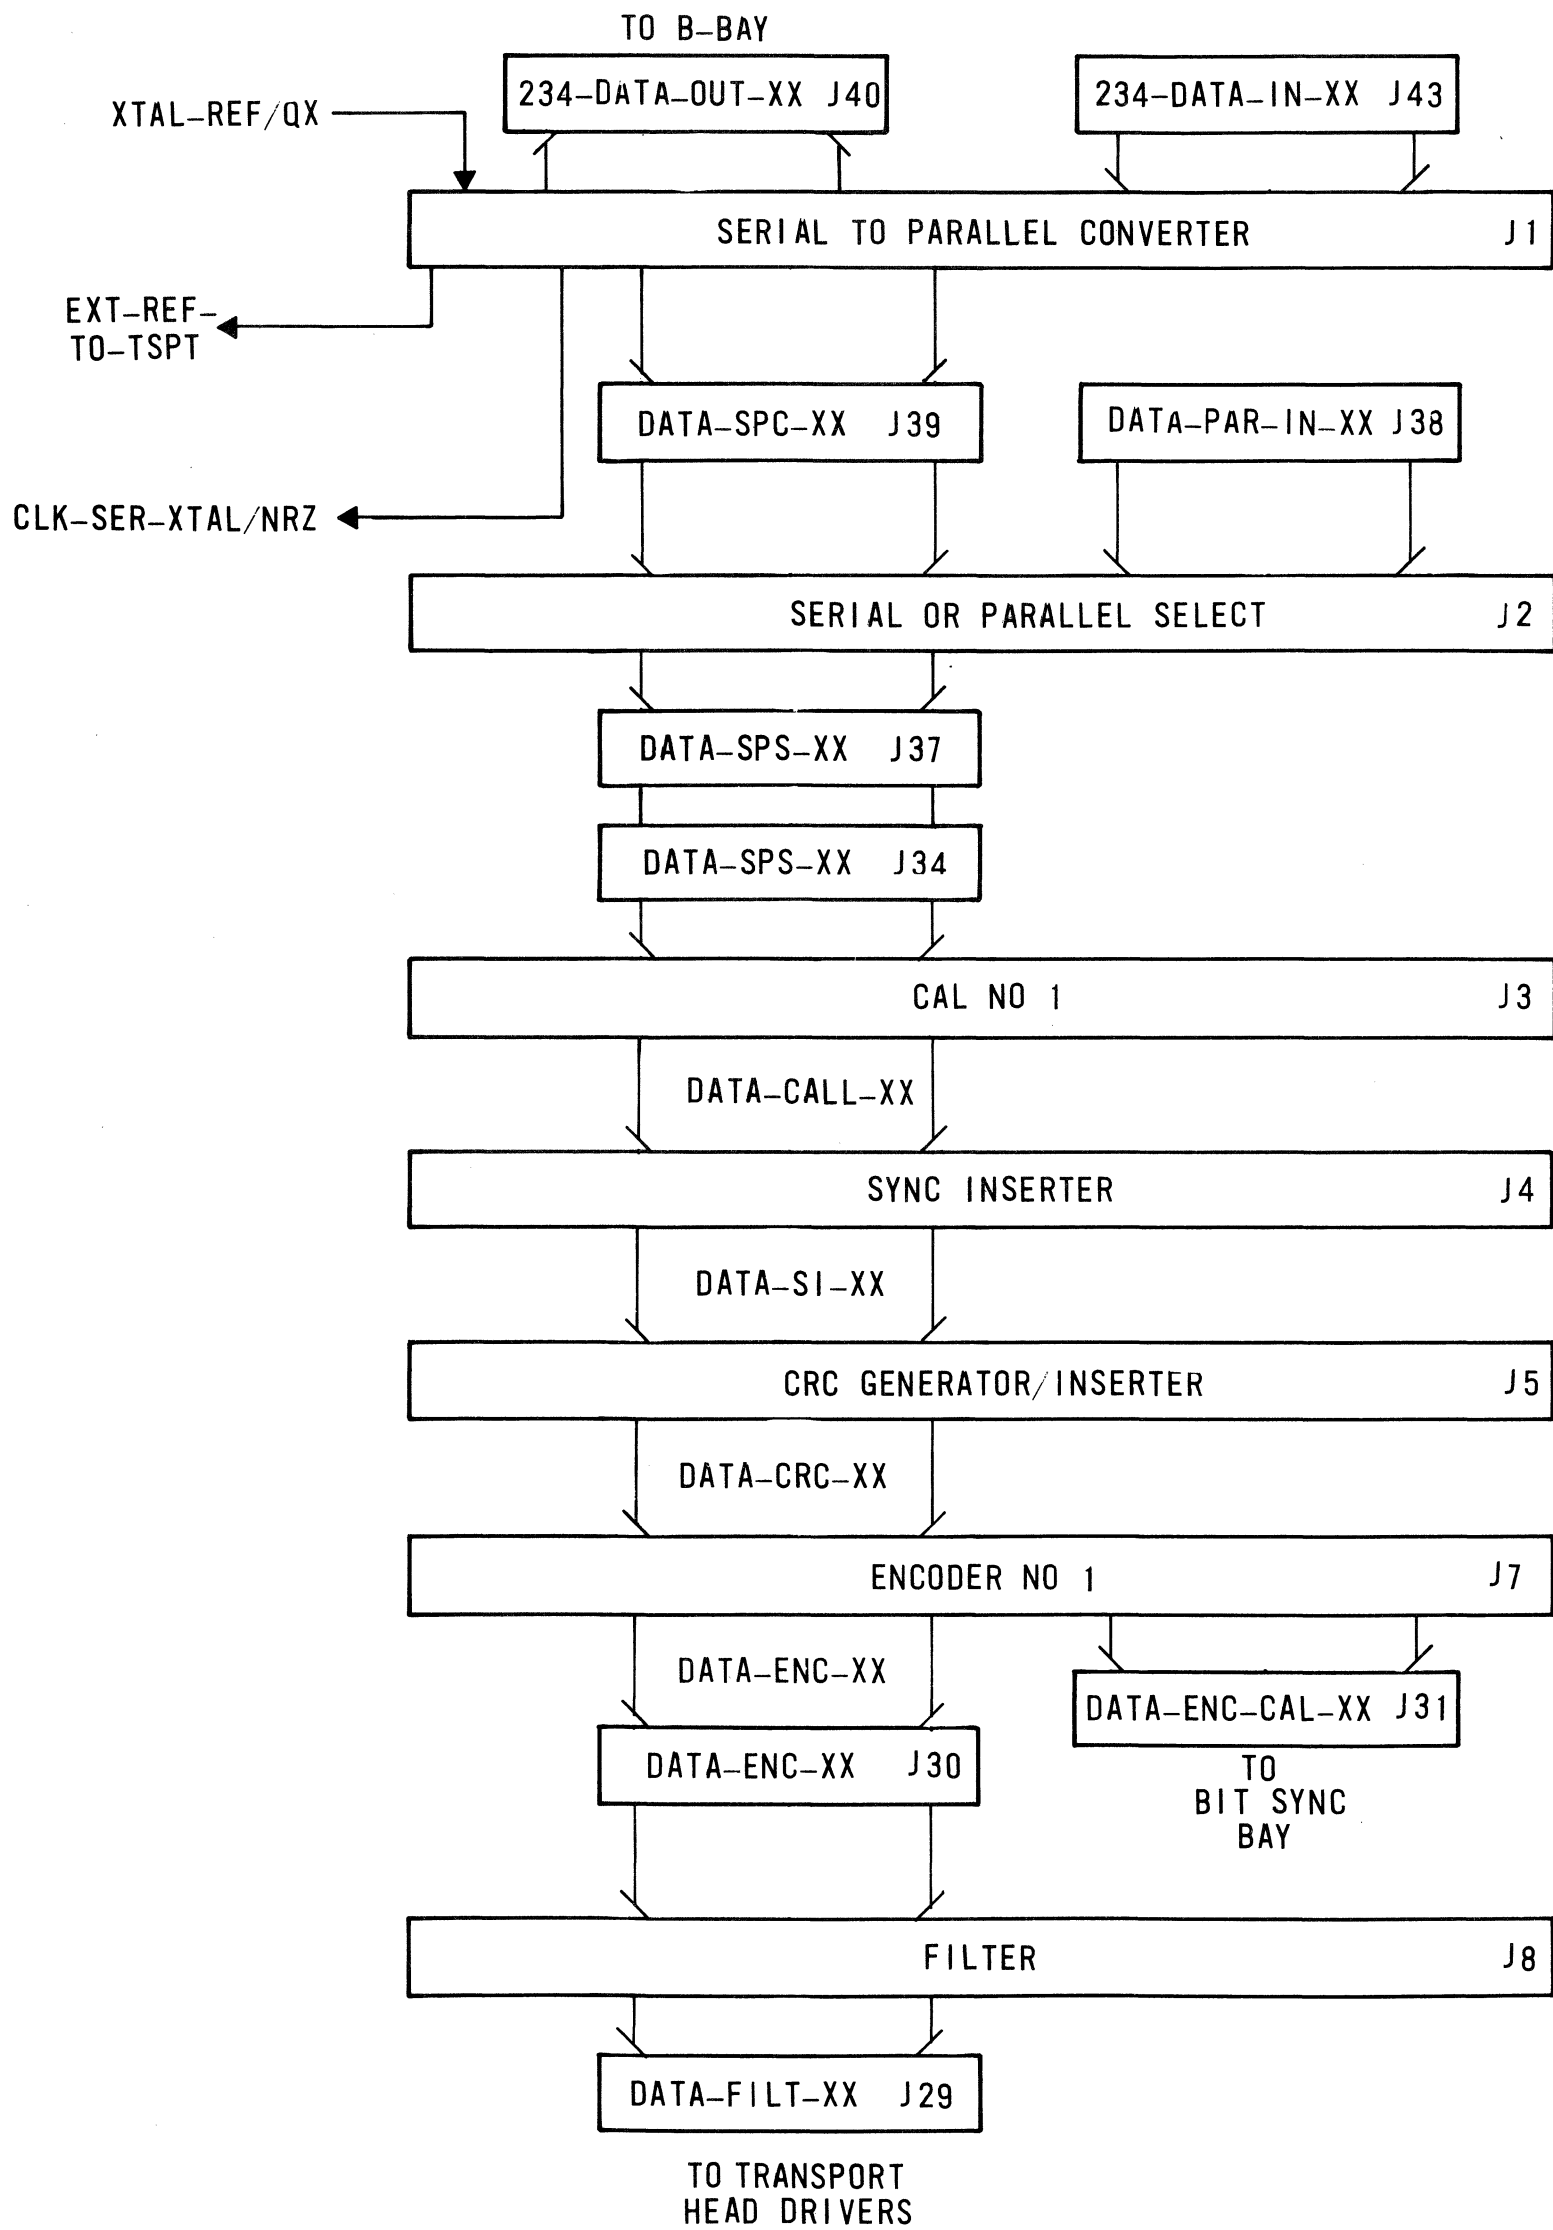 TO B-BAY
234-DATA-OUT-XX J40
234-DATA-IN-XX J43
XTAL-REF/QX
SERIAL TO PARALLEL CONVERTER J1
EXT-REF-
TO-TSPT
DATA-SPC-XX J39
DATA-PAR-IN-XX J38
CLK-SER-XTAL/NRZ
SERIAL OR PARALLEL SELECT J2
DATA-SPS-XX J37
DATA-SPS-XX J34
CAL NO 1 J3
DATA-CALL-XX
SYNC INSERTER J4
DATA-SI-XX
CRC GENERATOR/INSERTER J5
DATA-CRC-XX
ENCODER NO 1 J7
DATA-ENC-XX
DATA-ENC-CAL-XX J31
DATA-ENC-XX J30
TO
BIT SYNC
BAY
FILTER J8
DATA-FILT-XX J29
TO TRANSPORT
HEAD DRIVERS